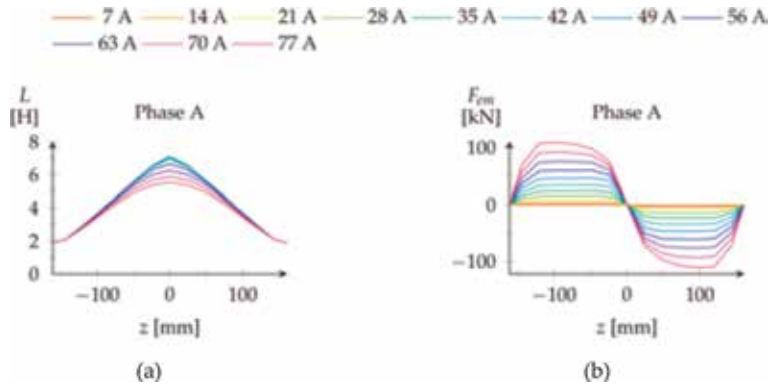 7 A 14 A 21 A 28 A 35 A 42 A 49 A 56 A
63 A 70 A 77 A
L
[H]
Phase A
8
6
4
2
0
−100 0 100
z [mm]
(a)
F_em
[kN]
Phase A
100
0
−100
−100 0 100
z [mm]
(b)